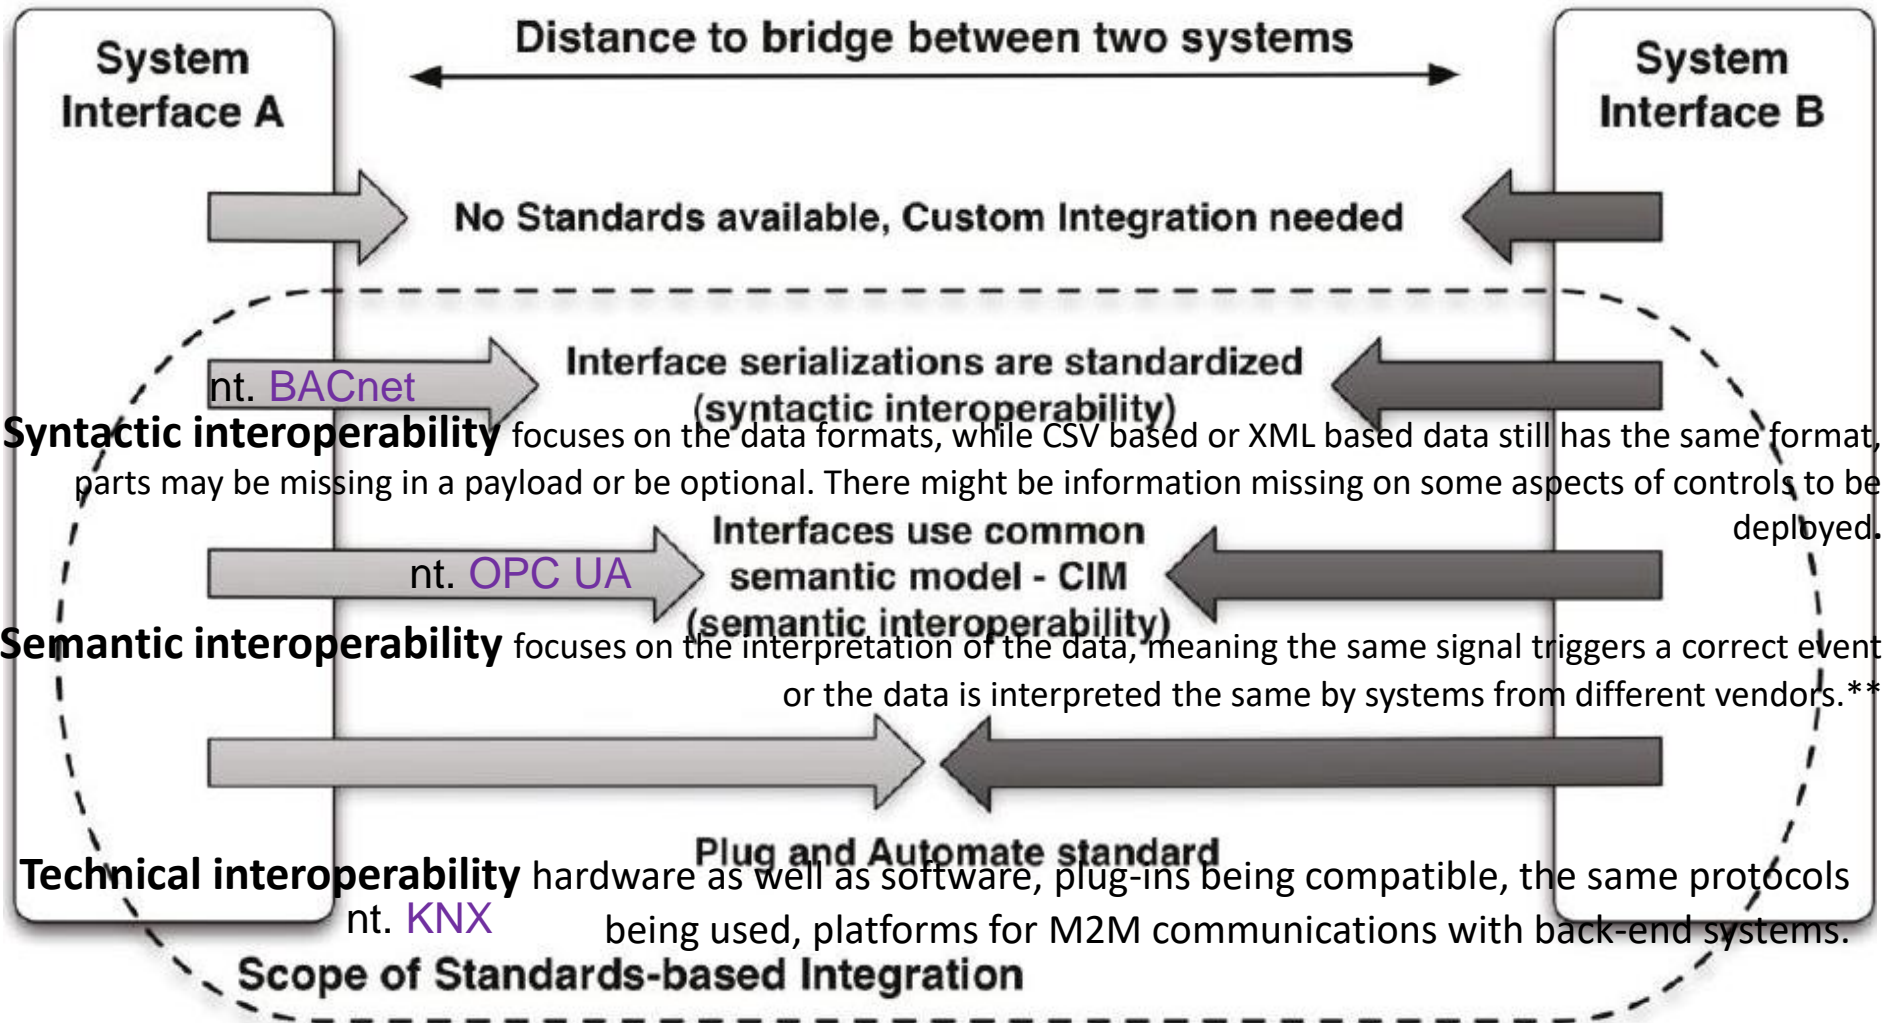 System
Interface A
Distance to bridge between two systems
System
Interface B
No Standards available, Custom Integration needed
Interface serializations are standardized
(syntactic interoperability)
nt. BACnet
Syntactic interoperability focuses on the data formats, while CSV based or XML based data still has the same format,
parts may be missing in a payload or be optional. There might be information missing on some aspects of controls to be
deployed.
Interfaces use common
semantic model - CIM
(semantic interoperability)
nt. OPC UA
Semantic interoperability focuses on the interpretation of the data, meaning the same signal triggers a correct event
or the data is interpreted the same by systems from different vendors.**
Plug and Automate standard
Technical interoperability hardware as well as software, plug-ins being compatible, the same protocols
nt. KNX
being used, platforms for M2M communications with back-end systems.
Scope of Standards-based Integration